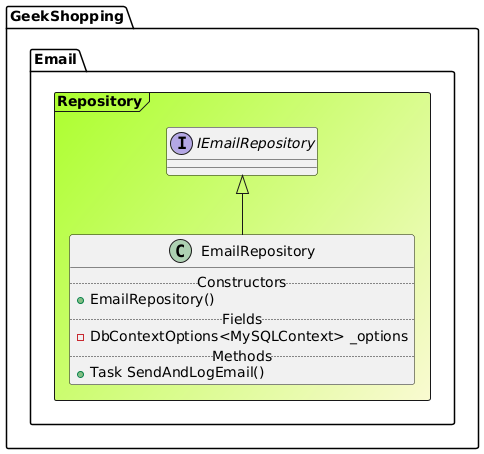 GeekShopping
Email
Repository
I IEmailRepository
C EmailRepository
Constructors
EmailRepository()
Fields
DbContextOptions<MySQLContext> _options
Methods
Task SendAndLogEmail()